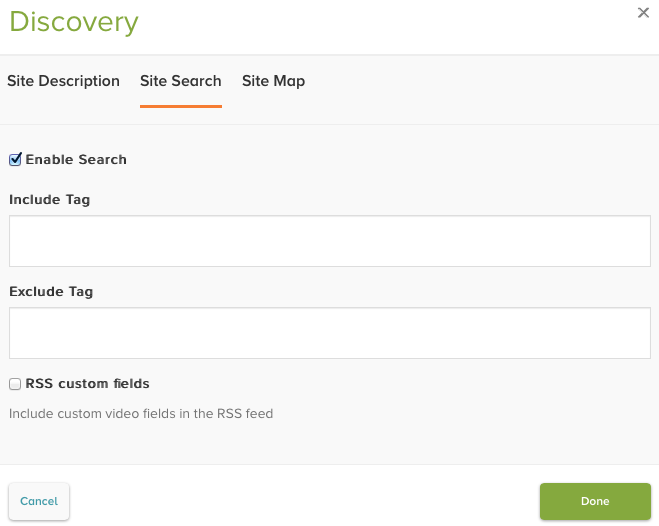 Discovery
Site Description Site Search Site Map
Enable Search
Include Tag
Exclude Tag
RSS custom fields
Include custom video fields in the RSS feed
Cancel Done